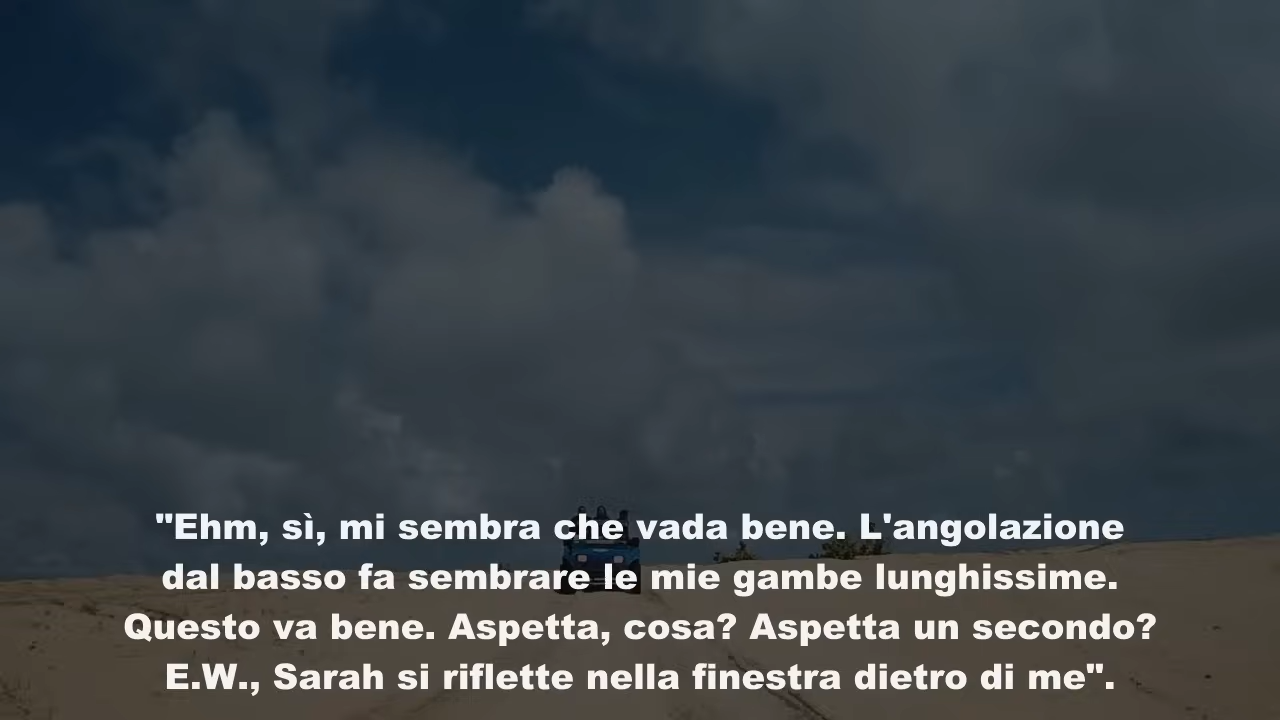 "Ehm, sì, mi sembra che vada bene. L'angolazione
dal basso fa sembrare le mie gambe lunghissime.
Questo va bene. Aspetta, cosa? Aspetta un secondo?
E.W., Sarah si riflette nella finestra dietro di me".